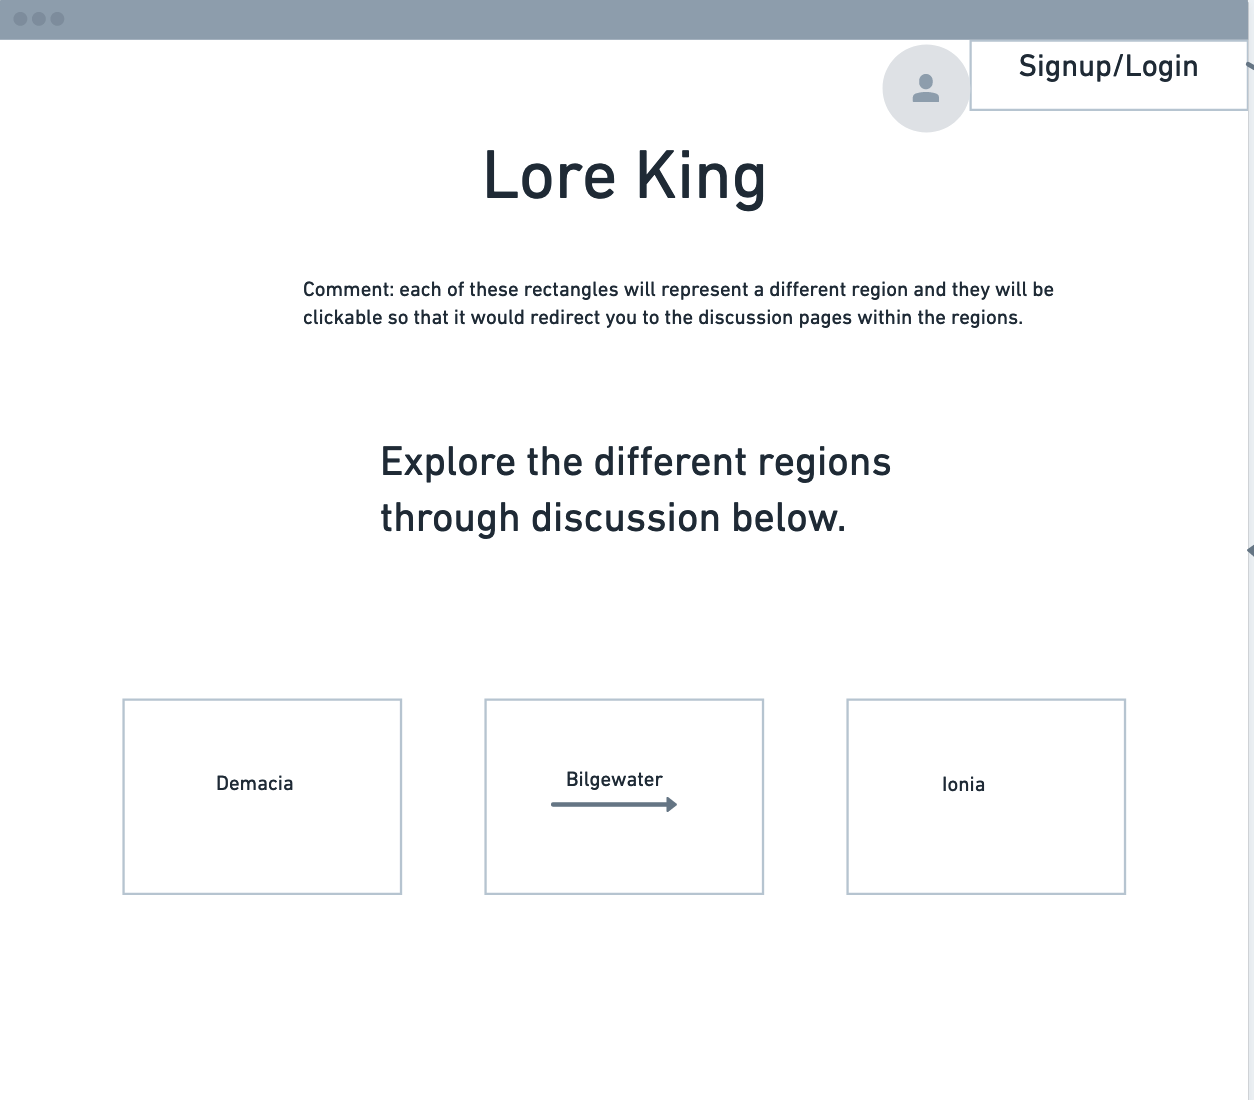 Signup/Login
Lore King
Comment: each of these rectangles will represent a different region and they will be
clickable so that it would redirect you to the discussion pages within the regions.
Explore the different regions
through discussion below.
Demacia
Bilgewater
Ionia